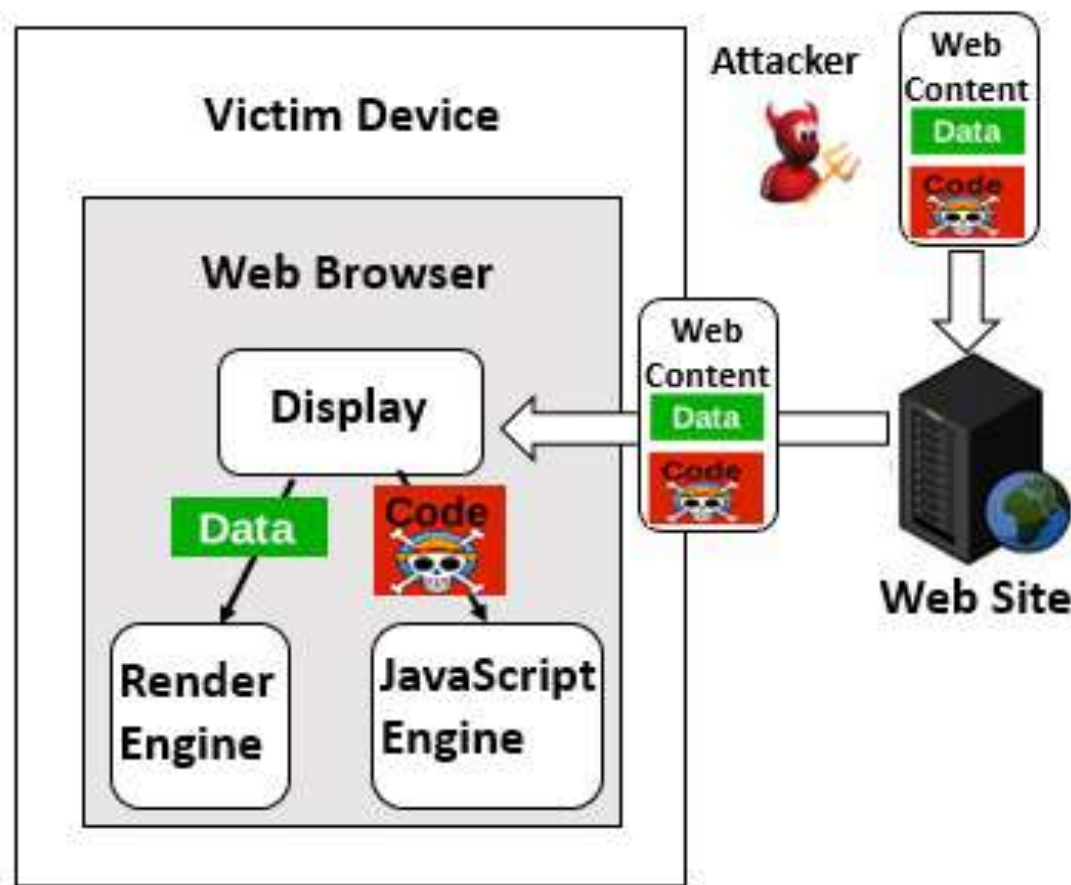 Attacker
Web
Content
Data
Code
Victim Device
Web Browser
Display
Web
Content
Data
Code
Data
Code
Render
Engine
JavaScript
Engine
Web Site